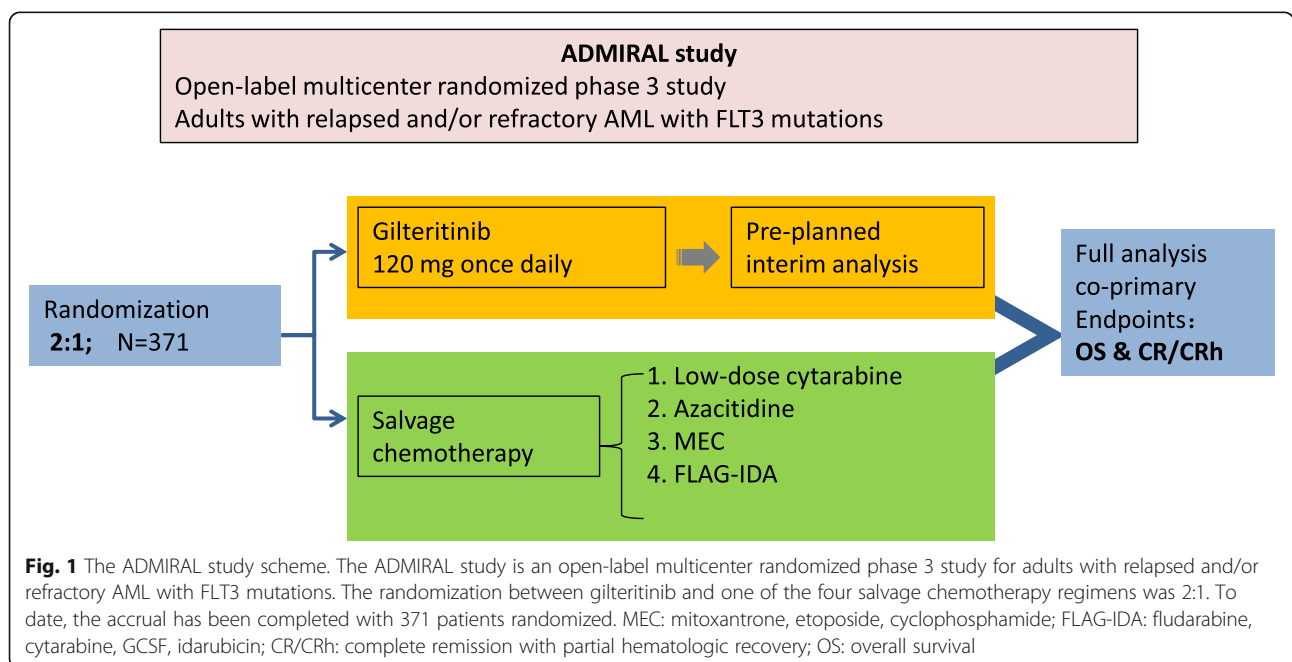 ADMIRAL study
Open-label multicenter randomized phase 3 study
Adults with relapsed and/or refractory AML with FLT3 mutations
Randomization
2:1; N=371
Gilteritinib
120 mg once daily
Pre-planned
interim analysis
Salvage
chemotherapy
1. Low-dose cytarabine
2. Azacitidine
3. MEC
4. FLAG-IDA
Full analysis
co-primary
Endpoints：
OS & CR/CRh
Fig. 1 The ADMIRAL study scheme. The ADMIRAL study is an open-label multicenter randomized phase 3 study for adults with relapsed and/or
refractory AML with FLT3 mutations. The randomization between gilteritinib and one of the four salvage chemotherapy regimens was 2:1. To
date, the accrual has been completed with 371 patients randomized. MEC: mitoxantrone, etoposide, cyclophosphamide; FLAG-IDA: fludarabine,
cytarabine, GCSF, idarubicin; CR/CRh: complete remission with partial hematologic recovery; OS: overall survival